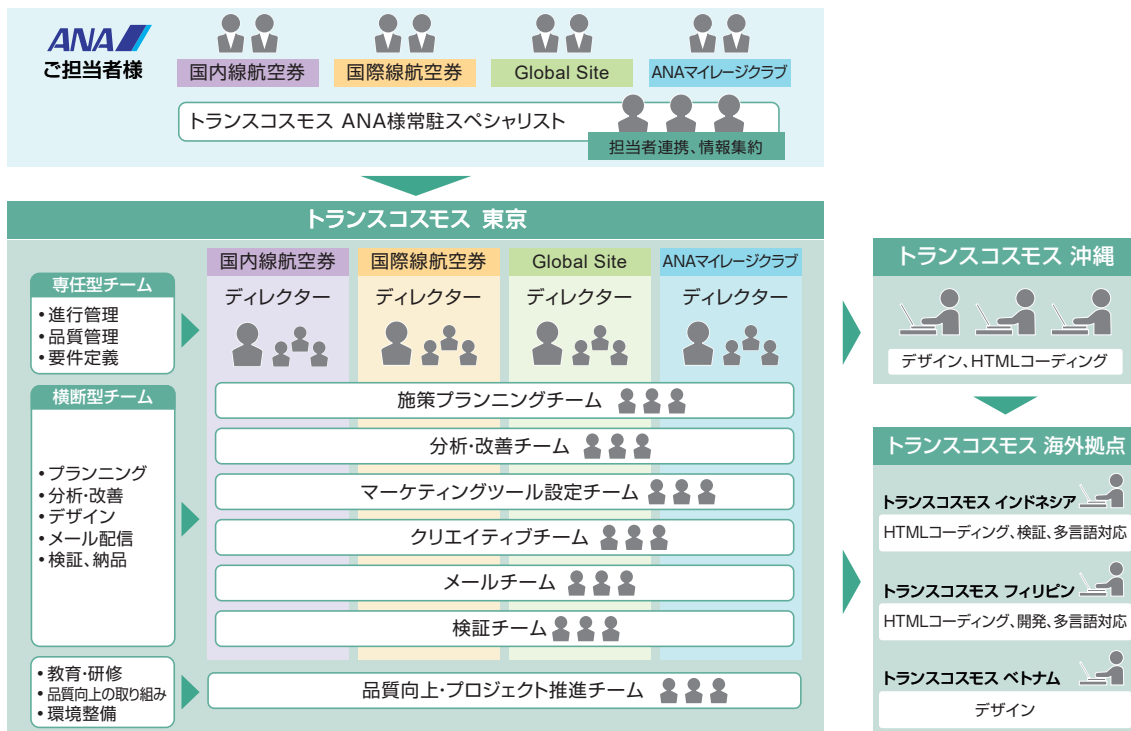 ANA
ご担当者様
国内線航空券
国際線航空券
Global Site
ANAマイレージクラブ
トランスコスモス ANA様常駐スペシャリスト
担当者連携、情報集約
トランスコスモス 東京
国内線航空券
国際線航空券
Global Site
ANAマイレージクラブ
ディレクター
ディレクター
ディレクター
ディレクター
専任型チーム
•進行管理
•品質管理
•要件定義
横断型チーム
•プランニング
•分析・改善
•デザイン
•メール配信
•検証、納品
施策プランニングチーム
分析・改善チーム
マーケティングツール設定チーム
クリエイティブチーム
メールチーム
検証チーム
•教育・研修
•品質向上の取り組み
•環境整備
品質向上・プロジェクト推進チーム
トランスコスモス 沖縄
デザイン、HTMLコーディング
トランスコスモス 海外拠点
トランスコスモス インドネシア
HTMLコーディング、検証、多言語対応
トランスコスモス フィリピン
HTMLコーディング、開発、多言語対応
トランスコスモス ベトナム
デザイン